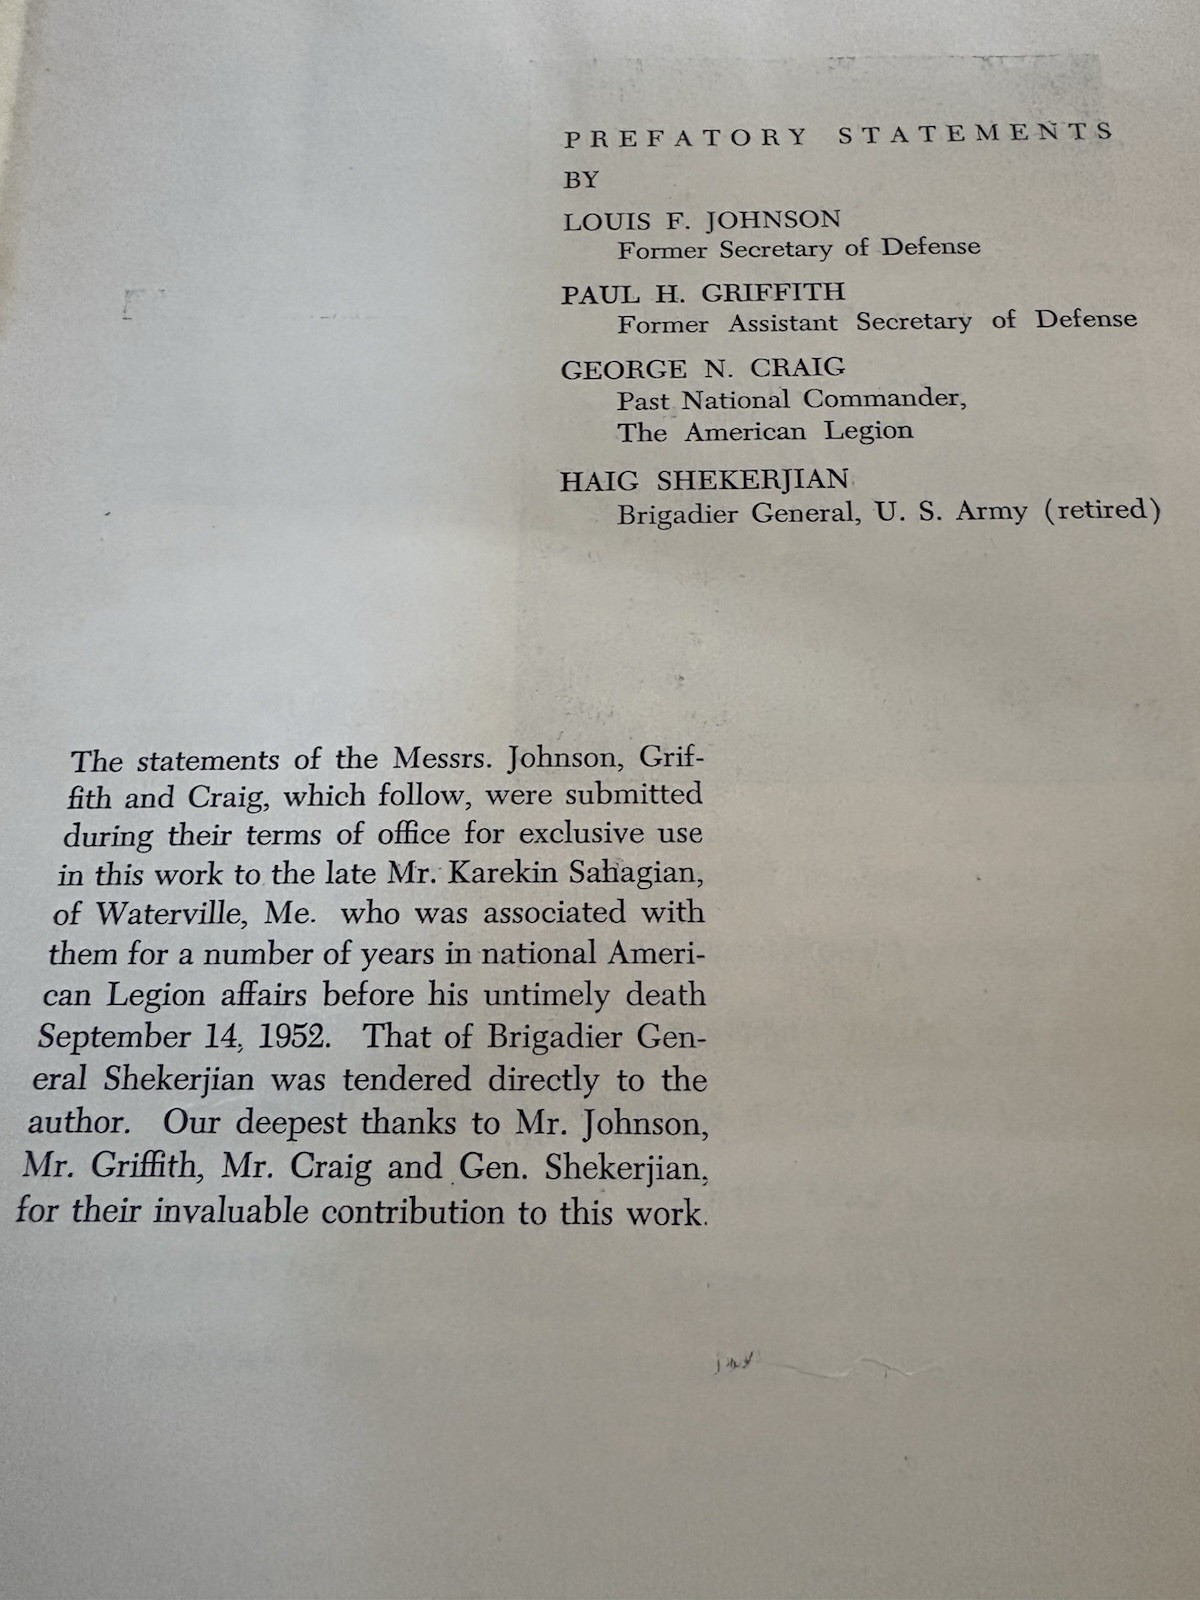 PREFATORY STATEMENTS
BY
LOUIS F. JOHNSON
Former Secretary of Defense
PAUL H. GRIFFITH
Former Assistant Secretary of Defense
GEORGE N. CRAIG
Past National Commander,
The American Legion
HAIG SHEKERJIAN
Brigadier General, U. S. Army (retired)
The statements of the Messrs. Johnson, Grif-
fith and Craig, which follow, were submitted
during their terms of office for exclusive use
in this work to the late Mr. Karekin Sahagian,
of Waterville, Me. who was associated with
them for a number of years in national Ameri-
can Legion affairs before his untimely death
September 14, 1952. That of Brigadier Gen-
eral Shekerjian was tendered directly to the
author. Our deepest thanks to Mr. Johnson,
Mr. Griffith, Mr. Craig and Gen. Shekerjian,
for their invaluable contribution to this work.